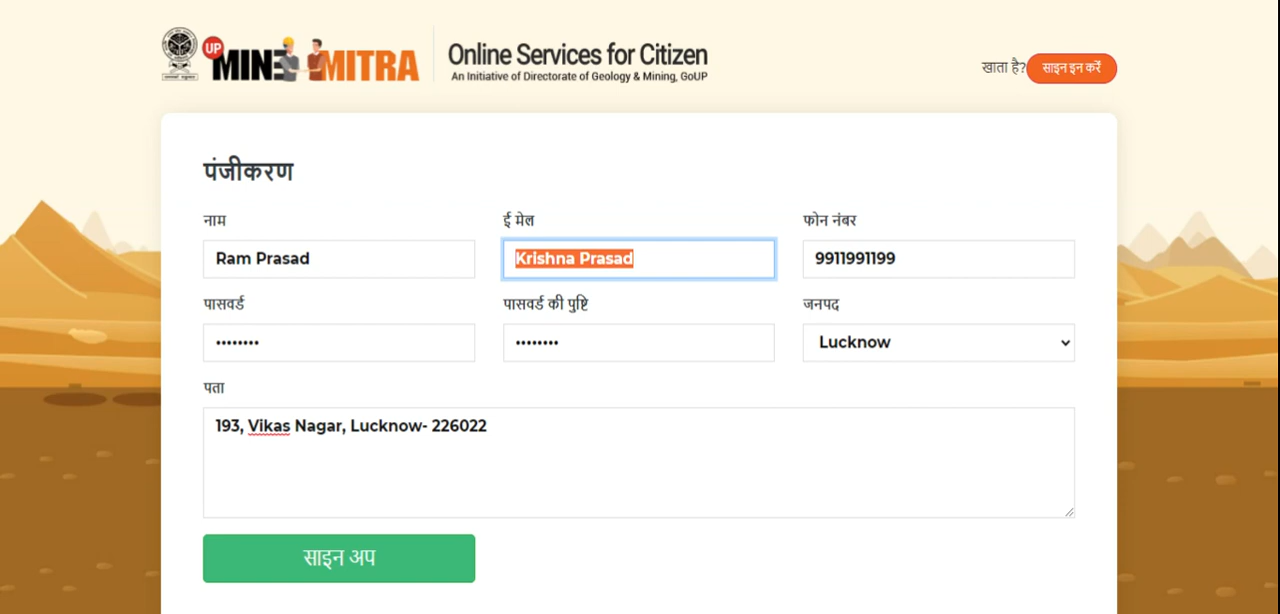 UP MINE MITRA
Online Services for Citizen
An Initiative of Directorate of Geology & Mining, GoUP
खाता है? साइन इन करें
पंजीकरण
नाम ई मेल फोन नंबर
Ram Prasad Krishna Prasad 9911991199
पासवर्ड पासवर्ड की पुष्टि जनपद
•••••••• •••••••• Lucknow
पता
193, Vikas Nagar, Lucknow- 226022
साइन अप